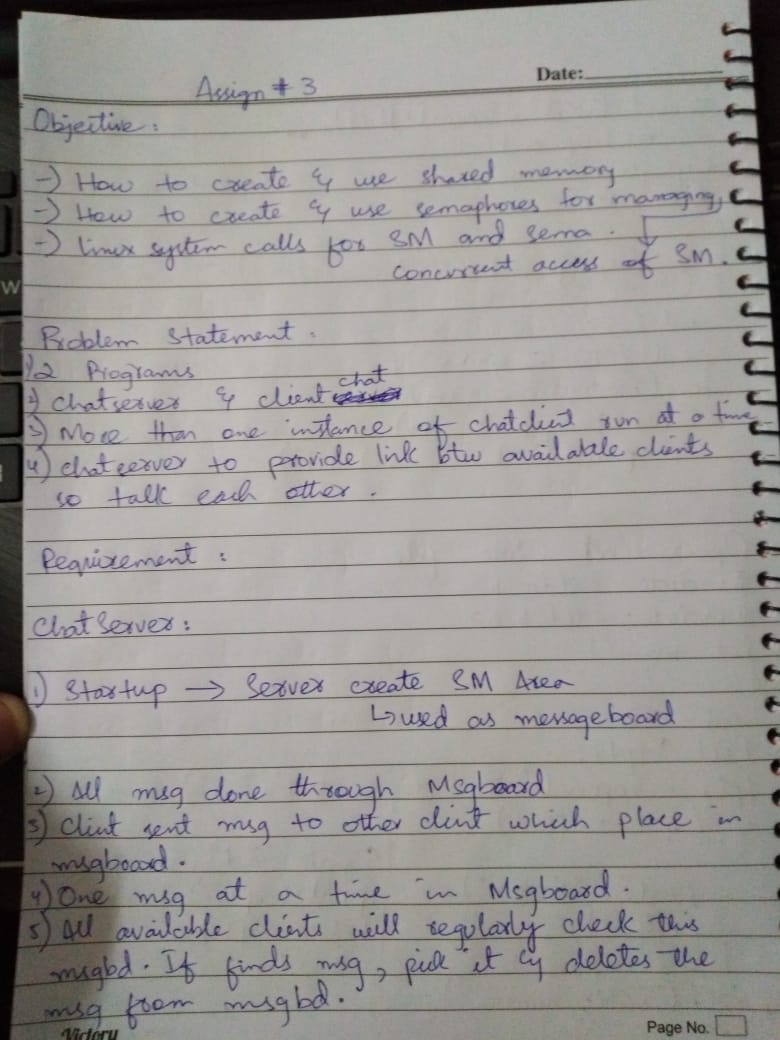 Date:
Assign # 3
Objective:
-) How to create & use shared memory
-) How to create & use semaphores for managing,
-) linux system calls for SM and sema. ↓
concurrent access of SM.
Problem Statement.
1) 2 Programs
2) Chatserver & client chat
3) More than one instance of chatclient run at a time
4) chatserver to provide link btw available clients
so talk each other.
Requirement:
Chat Server:
1) Startup → Server create SM Area
↳ used as messageboard
2) All msg done through Msgboard
3) Client sent msg to other client which place in
msgboard.
4) One msg at a time in Msgboard.
5) All available clients will regularly check this
msgbd. If finds msg, pick it & deletes the
msg from msgbd.
Victory
Page No.
W